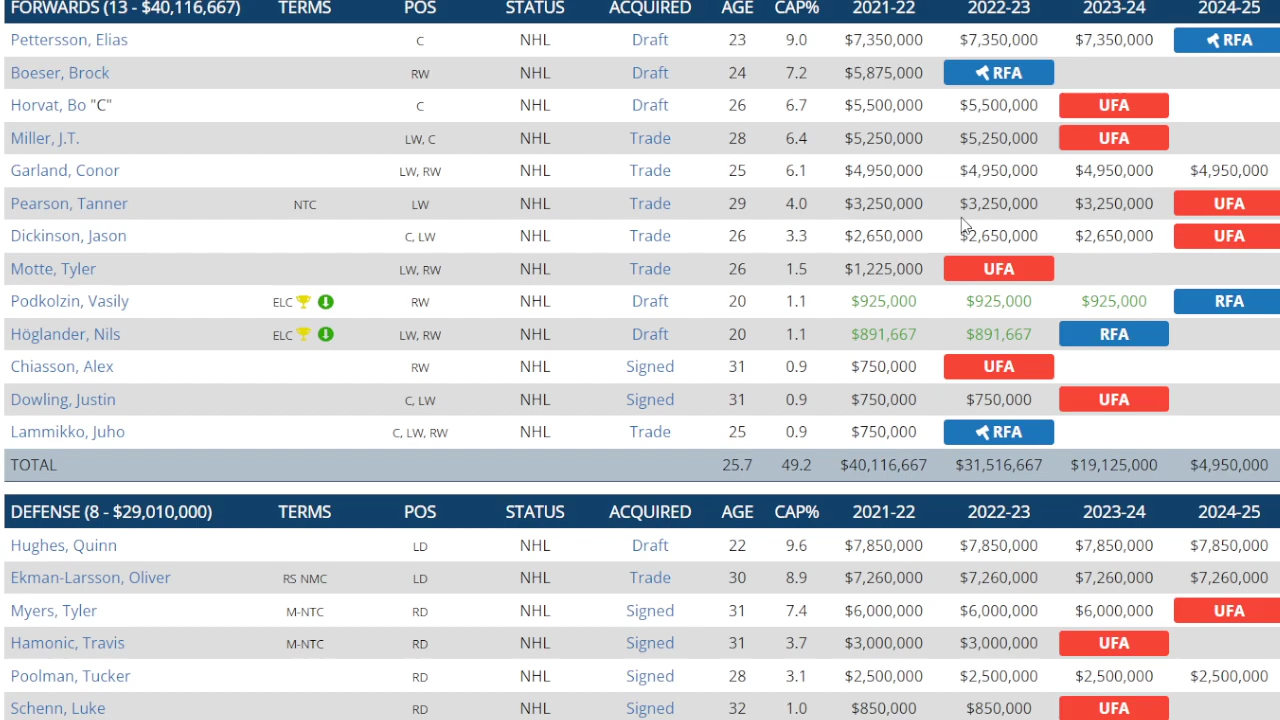 FORWARDS (13 - $40,116,667) TERMS POS STATUS ACQUIRED AGE CAP% 2021-22 2022-23 2023-24 2024-25
Pettersson, Elias C NHL Draft 23 9.0 $7,350,000 $7,350,000 $7,350,000 RFA
Boeser, Brock RW NHL Draft 24 7.2 $5,875,000 RFA
Horvat, Bo "C" C NHL Draft 26 6.7 $5,500,000 $5,500,000 UFA
Miller, J.T. LW, C NHL Trade 28 6.4 $5,250,000 $5,250,000 UFA
Garland, Conor LW, RW NHL Trade 25 6.1 $4,950,000 $4,950,000 $4,950,000 $4,950,000
Pearson, Tanner NTC LW NHL Trade 29 4.0 $3,250,000 $3,250,000 $3,250,000 UFA
Dickinson, Jason C, LW NHL Trade 26 3.3 $2,650,000 $2,650,000 $2,650,000 UFA
Motte, Tyler LW, RW NHL Trade 26 1.5 $1,225,000 UFA
Podkolzin, Vasily ELC RW NHL Draft 20 1.1 $925,000 $925,000 $925,000 RFA
Höglander, Nils ELC LW, RW NHL Draft 20 1.1 $891,667 $891,667 RFA
Chiasson, Alex RW NHL Signed 31 0.9 $750,000 UFA
Dowling, Justin C, LW NHL Signed 31 0.9 $750,000 $750,000 UFA
Lammikko, Juho C, LW, RW NHL Trade 25 0.9 $750,000 RFA
TOTAL 25.7 49.2 $40,116,667 $31,516,667 $19,125,000 $4,950,000
DEFENSE (8 - $29,010,000) TERMS POS STATUS ACQUIRED AGE CAP% 2021-22 2022-23 2023-24 2024-25
Hughes, Quinn LD NHL Draft 22 9.6 $7,850,000 $7,850,000 $7,850,000 $7,850,000
Ekman-Larsson, Oliver RS NMC LD NHL Trade 30 8.9 $7,260,000 $7,260,000 $7,260,000 $7,260,000
Myers, Tyler M-NTC RD NHL Signed 31 7.4 $6,000,000 $6,000,000 $6,000,000 UFA
Hamonic, Travis M-NTC RD NHL Signed 31 3.7 $3,000,000 $3,000,000 UFA
Poolman, Tucker RD NHL Signed 28 3.1 $2,500,000 $2,500,000 $2,500,000 $2,500,000
Schenn, Luke RD NHL Signed 32 1.0 $850,000 $850,000 UFA